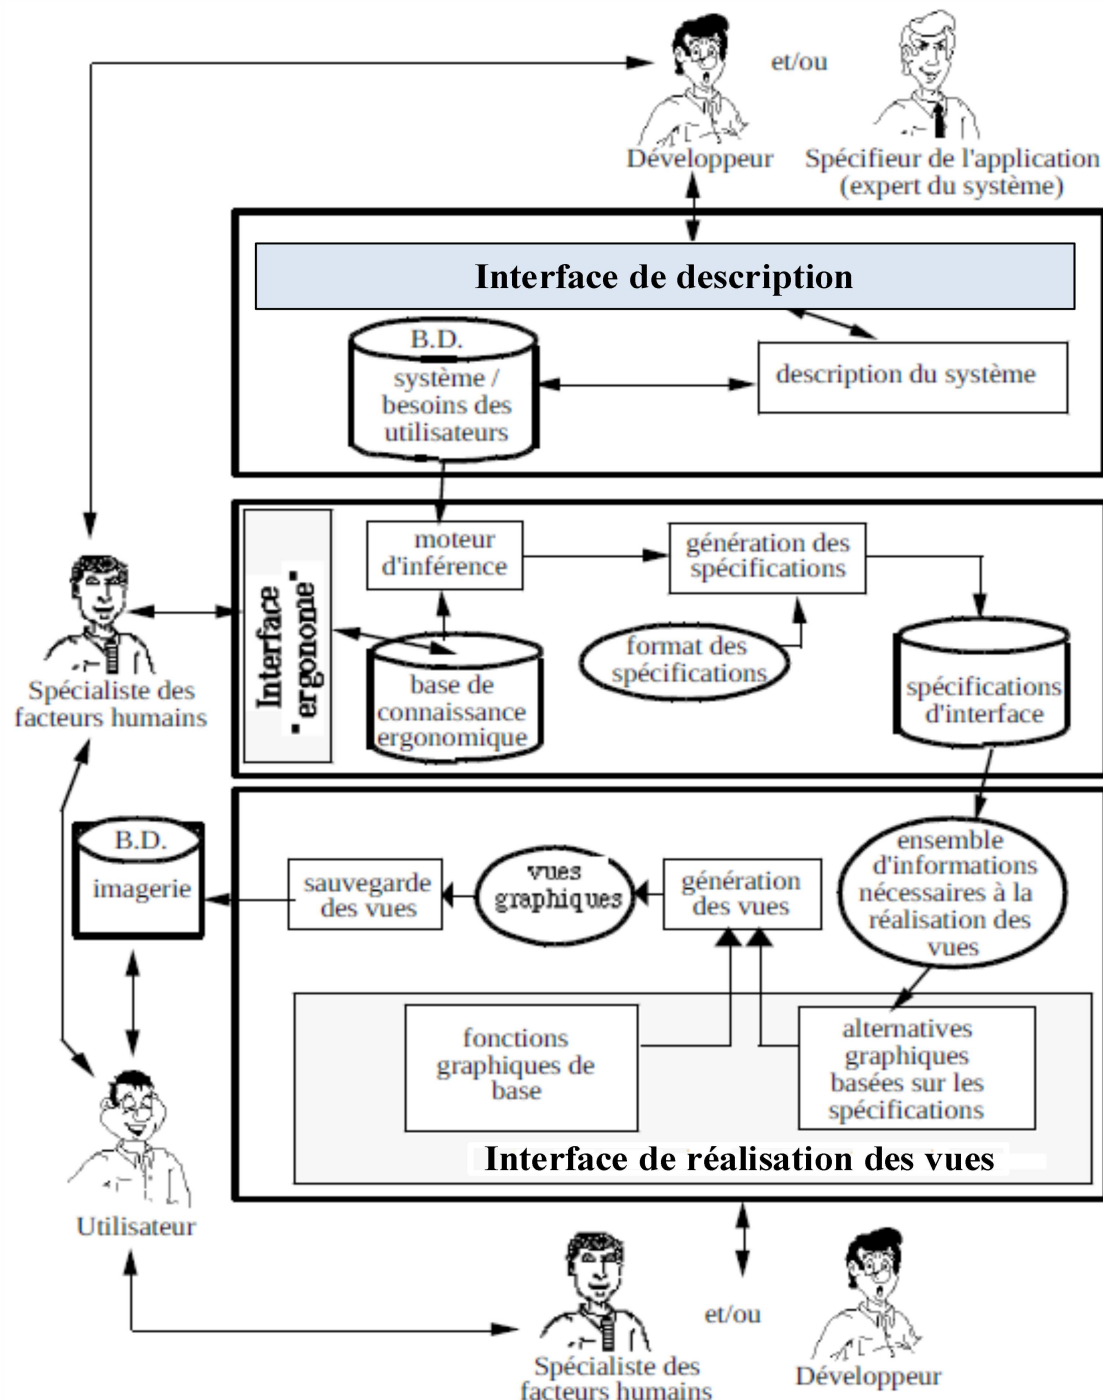 et/ou
Développeur
Spécifieur de l'application
(expert du système)
Interface de description
B.D.
système /
besoins des
utilisateurs
description du système
moteur
d'inférence
génération des
spécifications
Interface
"ergonome"
format des
spécifications
base de
connaissance
ergonomique
spécifications
d'interface
Spécialiste des
facteurs humains
B.D.
imagerie
sauvegarde
des vues
vues
graphiques
génération
des vues
ensemble
d'informations
nécessaires à la
réalisation des
vues
fonctions
graphiques de
base
alternatives
graphiques
basées sur les
spécifications
Interface de réalisation des vues
Utilisateur
et/ou
Spécialiste des
facteurs humains
Développeur